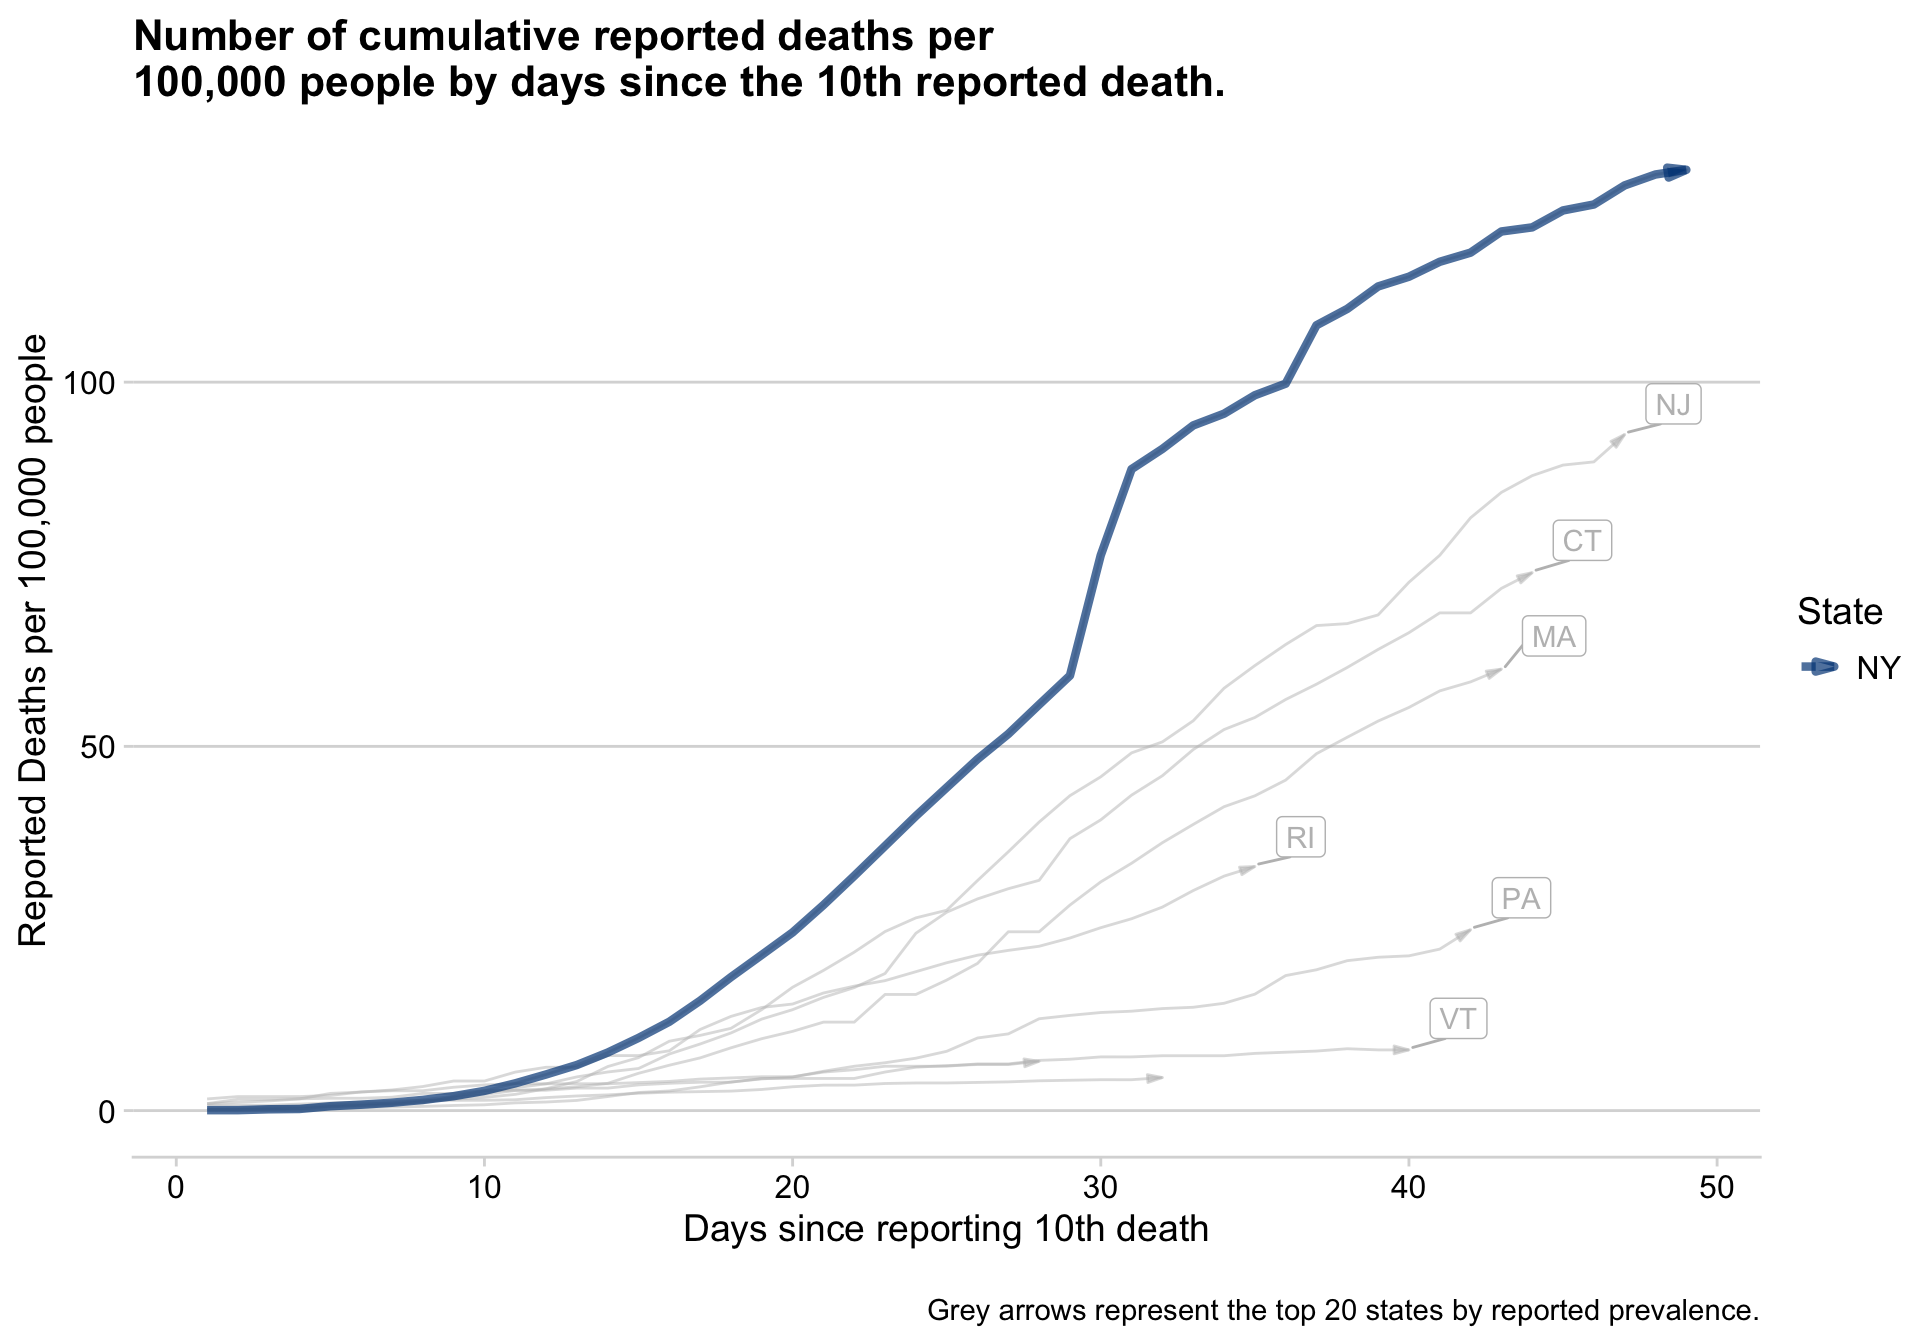 Number of cumulative reported deaths per
100,000 people by days since the 10th reported death.
Reported Deaths per 100,000 people
100
50
0
NJ
CT
MA
RI
PA
VT
State
NY
0 10 20 30 40 50
Days since reporting 10th death
Grey arrows represent the top 20 states by reported prevalence.